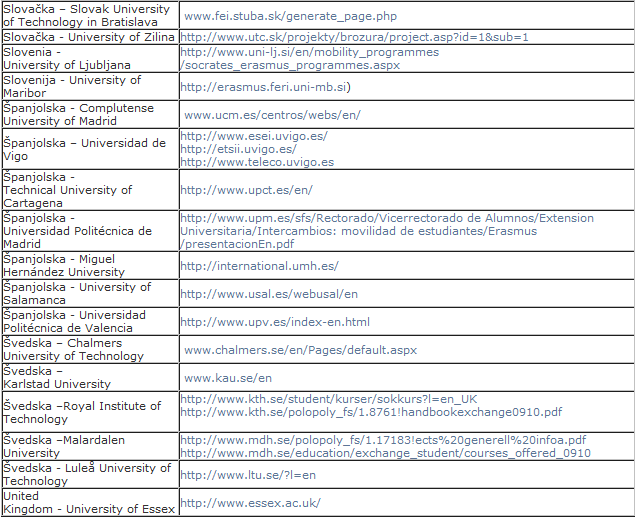 Slovačka – Slovak University
of Technology in Bratislava
www.fei.stuba.sk/generate_page.php
Slovačka - University of Zilina
http://www.utc.sk/projekty/brozura/project.asp?id=1&sub=1
Slovenia -
University of Ljubljana
http://www.uni-lj.si/en/mobility_programmes
/socrates_erasmus_programmes.aspx
Slovenija - University of
Maribor
http://erasmus.feri.uni-mb.si)
Španjolska - Complutense
University of Madrid
www.ucm.es/centros/webs/en/
Španjolska – Universidad de
Vigo
http://www.esei.uvigo.es/
http://etsii.uvigo.es/
http://www.teleco.uvigo.es
Španjolska -
Technical University of
Cartagena
http://www.upct.es/en/
Španjolska -
Universidad Politécnica de
Madrid
http://www.upm.es/sfs/Rectorado/Vicerrectorado de Alumnos/Extension
Universitaria/Intercambios: movilidad de estudiantes/Erasmus
/presentacionEn.pdf
Španjolska - Miguel
Hernández University
http://international.umh.es/
Španjolska - University of
Salamanca
http://www.usal.es/webusal/en
Španjolska - Universidad
Politécnica de Valencia
http://www.upv.es/index-en.html
Švedska – Chalmers
University of Technology
www.chalmers.se/en/Pages/default.aspx
Švedska –
Karlstad University
www.kau.se/en
Švedska –Royal Institute of
Technology
http://www.kth.se/student/kurser/sokkurs?l=en_UK
http://www.kth.se/polopoly_fs/1.8761!handbookexchange0910.pdf
Švedska –Malardalen
University
http://www.mdh.se/polopoly_fs/1.17183!ects%20generell%20infoa.pdf
http://www.mdh.se/education/exchange_student/courses_offered_0910
Švedska - Luleå University of
Technology
http://www.ltu.se/?l=en
United
Kingdom - University of Essex
http://www.essex.ac.uk/